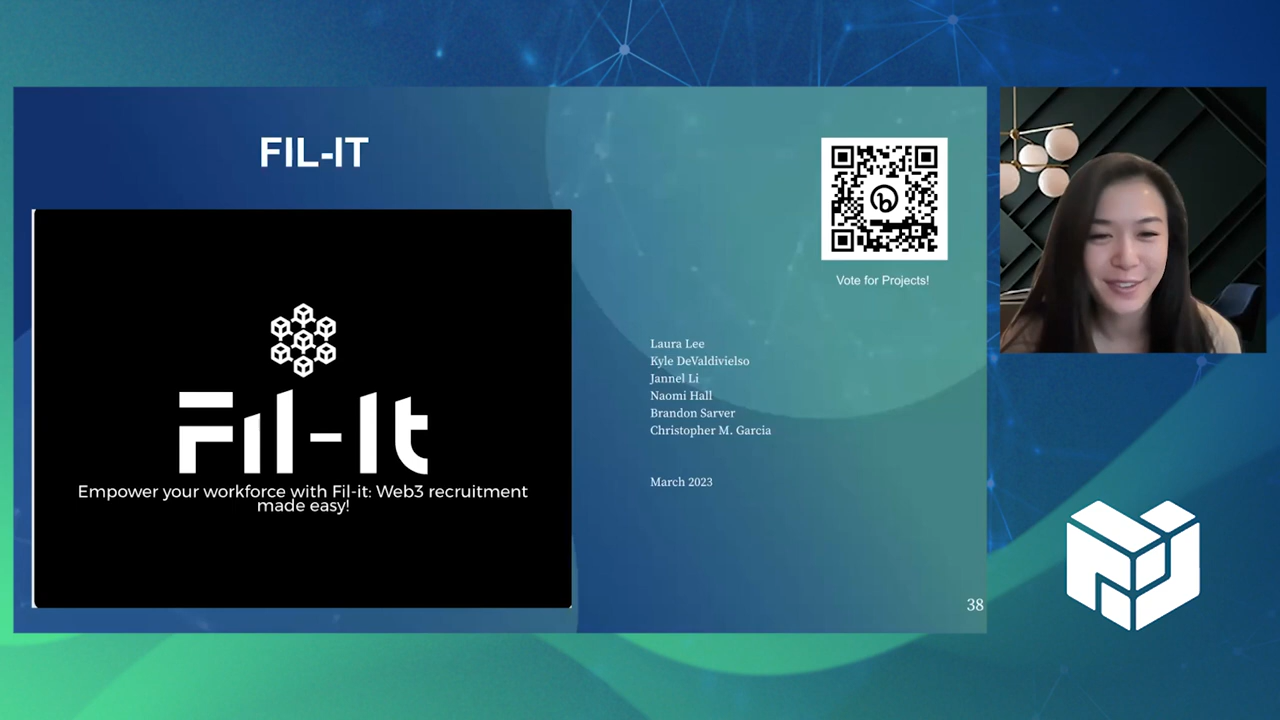 FIL-IT
Fil-It
Empower your workforce with Fil-it: Web3 recruitment
made easy!
Vote for Projects!
Laura Lee
Kyle DeValdivielso
Jannel Li
Naomi Hall
Brandon Sarver
Christopher M. Garcia
March 2023
38